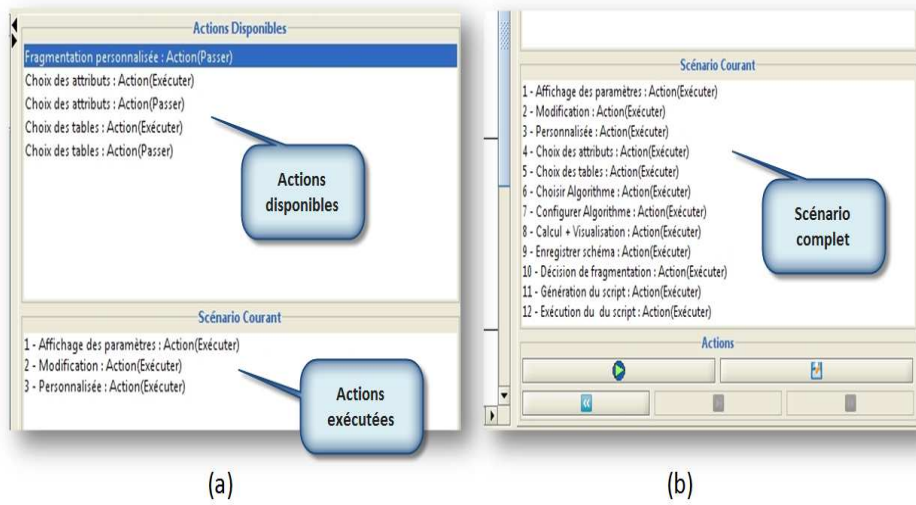 Actions Disponibles
Fragmentation personnalisée : Action(Passer)
Choix des attributs : Action(Exécuter)
Choix des attributs : Action(Passer)
Choix des tables : Action(Exécuter)
Choix des tables : Action(Passer)
Actions
disponibles
Scénario Courant
1 - Affichage des paramètres : Action(Exécuter)
2 - Modification : Action(Exécuter)
3 - Personnalisée : Action(Exécuter)
Actions
exécutées
(a)
Scénario Courant
1 - Affichage des paramètres : Action(Exécuter)
2 - Modification : Action(Exécuter)
3 - Personnalisée : Action(Exécuter)
4 - Choix des attributs : Action(Exécuter)
5 - Choix des tables : Action(Exécuter)
6 - Choisir Algorithme : Action(Exécuter)
7 - Configurer Algorithme : Action(Exécuter)
8 - Calcul + Visualisation : Action(Exécuter)
9 - Enregistrer schéma : Action(Exécuter)
10 - Décision de fragmentation : Action(Exécuter)
11 - Génération du script : Action(Exécuter)
12 - Exécution du du script : Action(Exécuter)
Scénario
complet
Actions
(b)